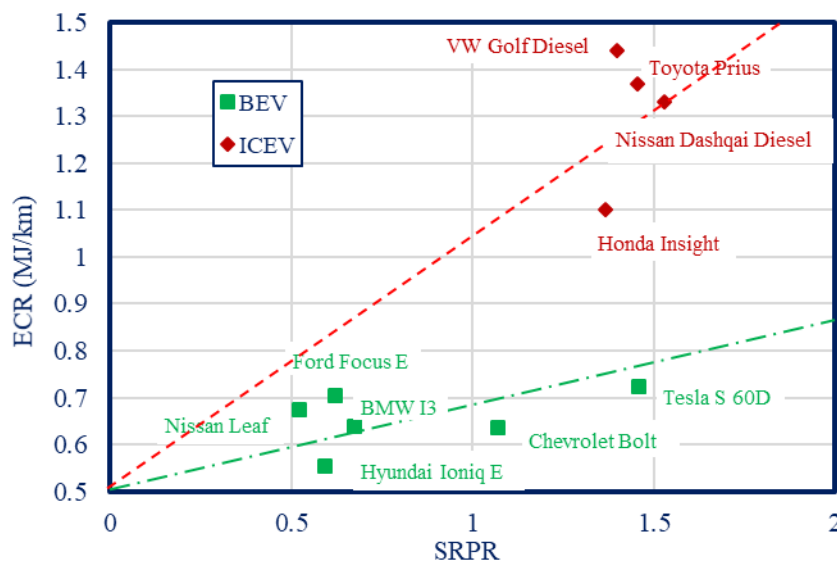 1.5
1.4
1.3
1.2
1.1
1
0.9
0.8
0.7
0.6
0.5
ECR (MJ/km)
BEV
ICEV
VW Golf Diesel
Toyota Prius
Nissan Dashqai Diesel
Honda Insight
Ford Focus E
BMW I3
Nissan Leaf
Tesla S 60D
Chevrolet Bolt
Hyundai Ioniq E
0 0.5 1 1.5 2
SRPR